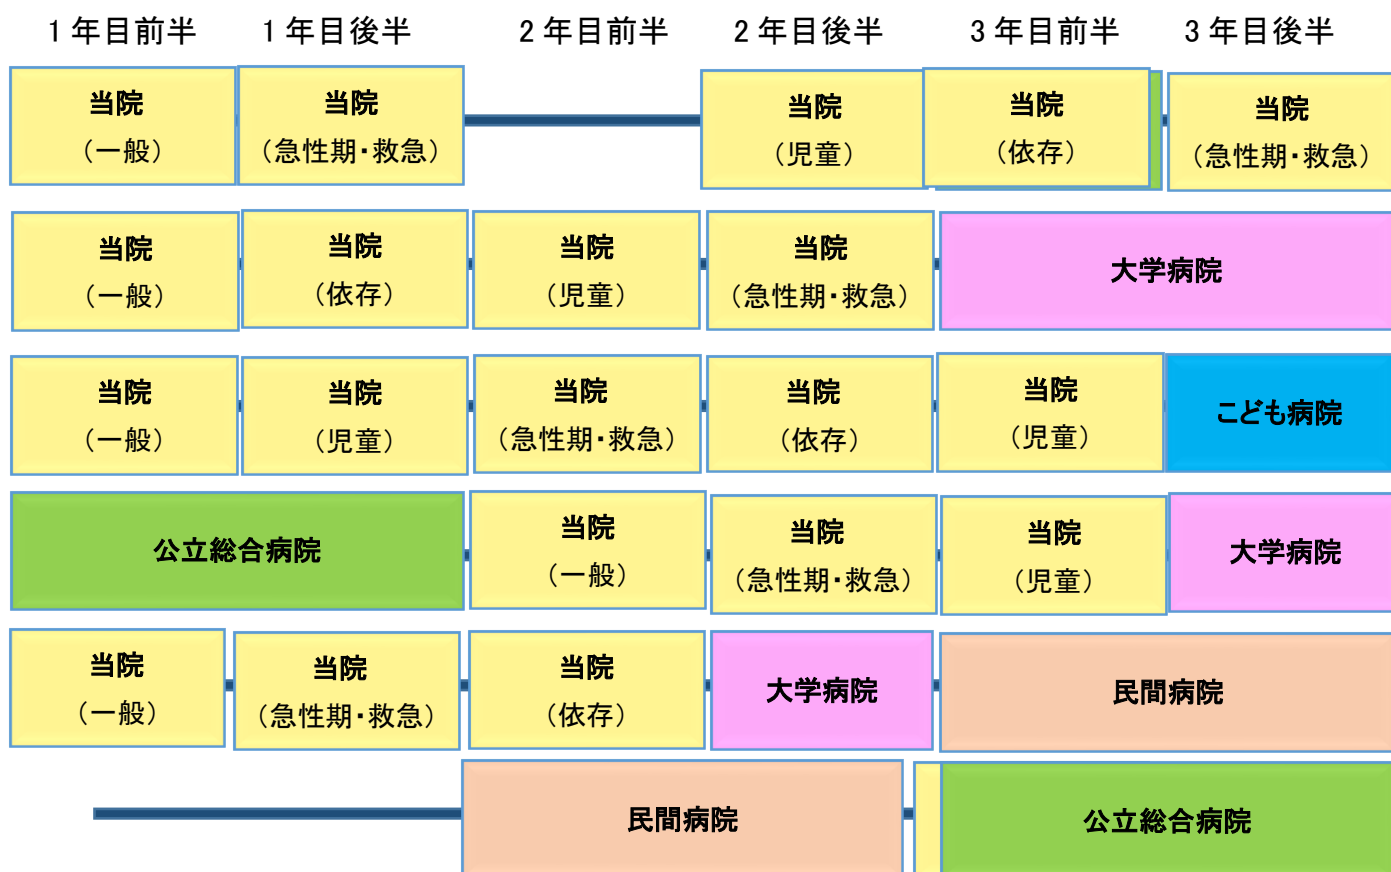 1 年目前半 1 年目後半 2 年目前半 2 年目後半 3 年目前半 3 年目後半
当院 当院 当院 当院 当院
（一般） （急性期・救急） （児童） （依存） （急性期・救急）
当院 当院 当院 当院 大学病院
（一般） （依存） （児童） （急性期・救急）
当院 当院 当院 当院 当院 こども病院
（一般） （児童） （急性期・救急） （依存） （児童）
公立総合病院 当院 当院 当院 大学病院
（一般） （急性期・救急） （児童）
当院 当院 当院 大学病院 民間病院
（一般） （急性期・救急） （依存）
民間病院 公立総合病院